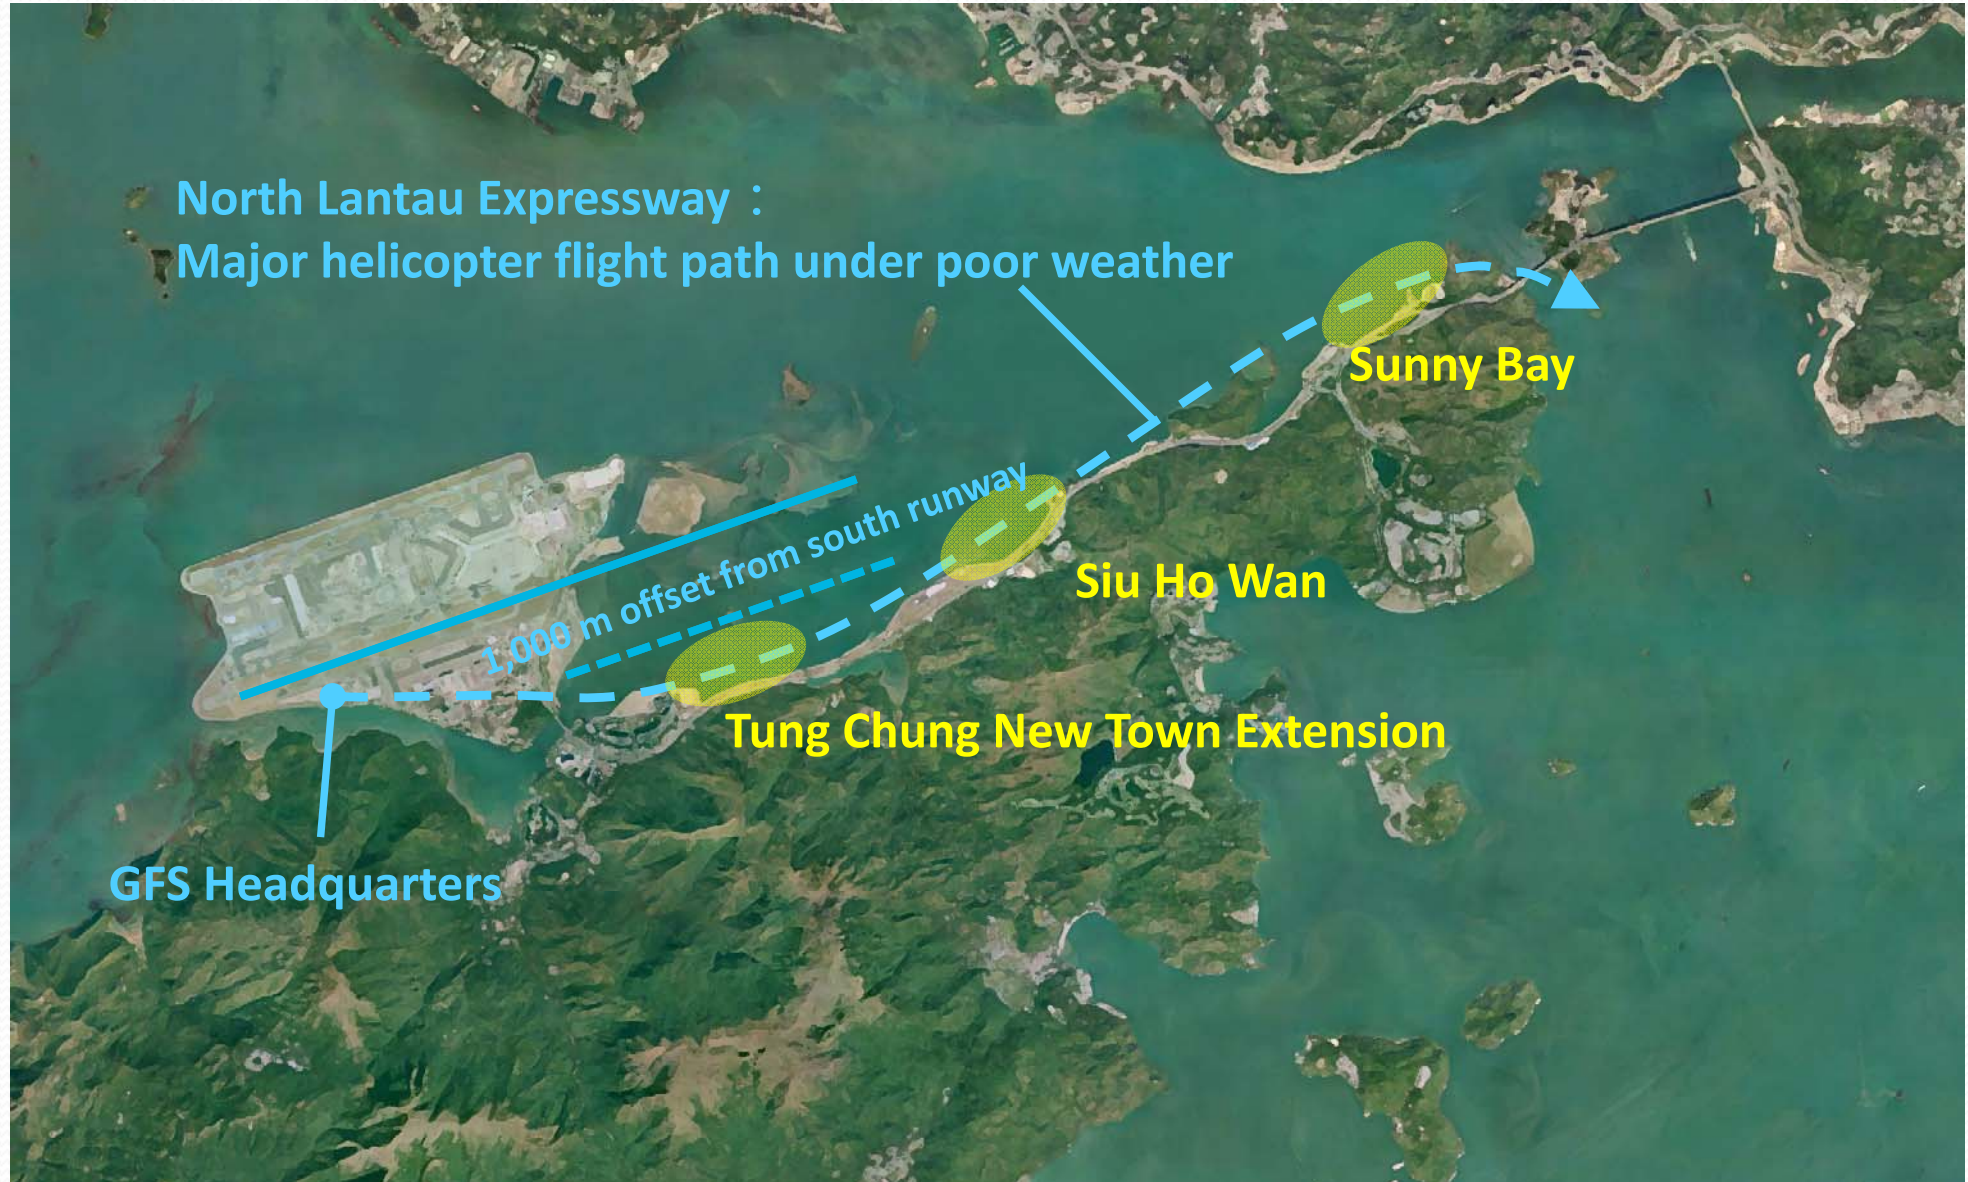 North Lantau Expressway：
Major helicopter flight path under poor weather
Sunny Bay
1,000 m offset from south runway
Siu Ho Wan
Tung Chung New Town Extension
GFS Headquarters